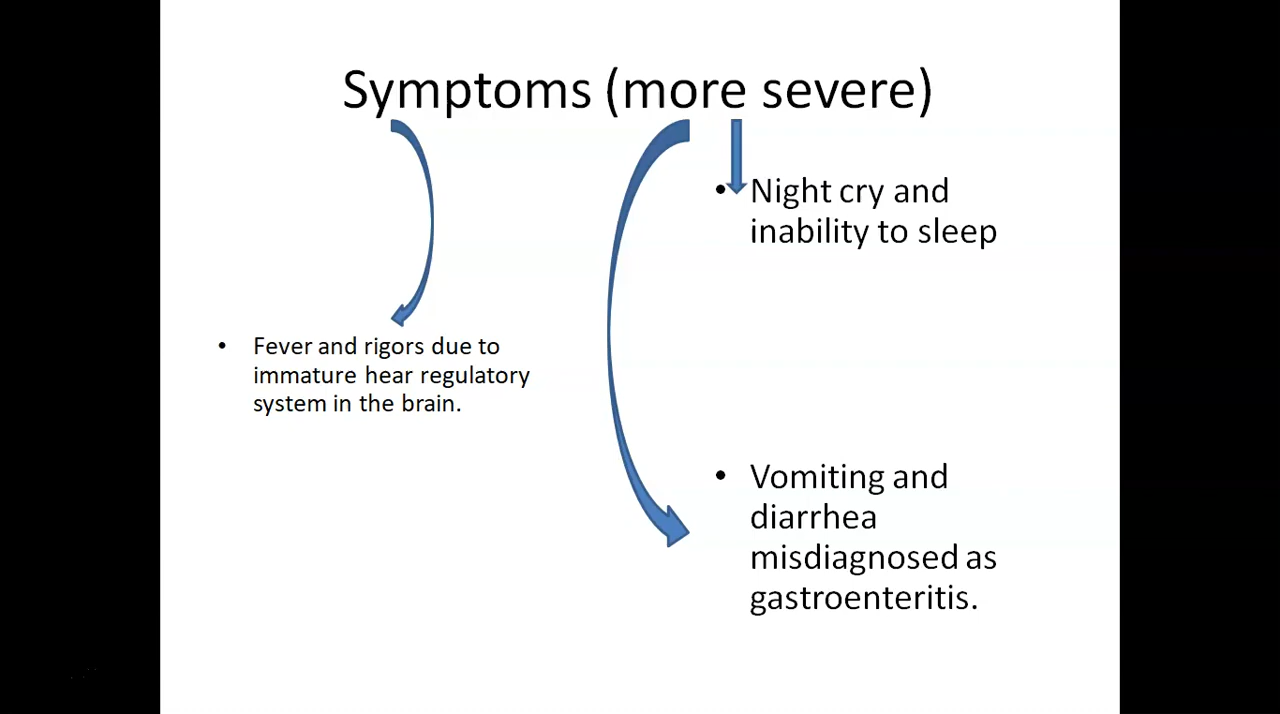 Symptoms (more severe)
• Night cry and
inability to sleep
• Fever and rigors due to
immature hear regulatory
system in the brain.
• Vomiting and
diarrhea
misdiagnosed as
gastroenteritis.